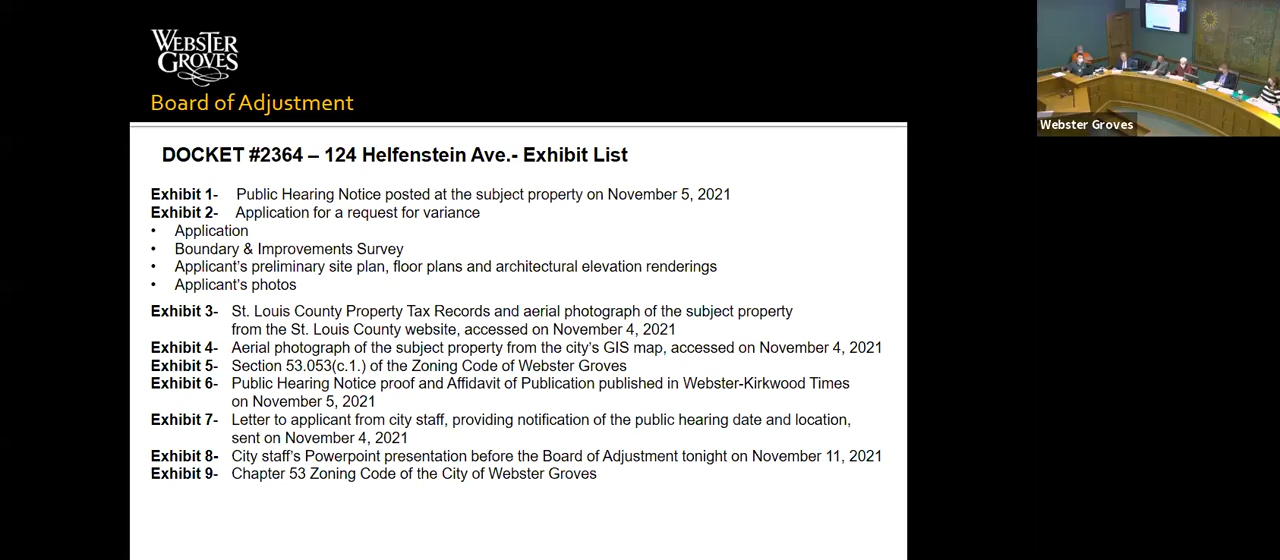 WEBSTER
GROVES
Board of Adjustment
DOCKET #2364 – 124 Helfenstein Ave.- Exhibit List
Exhibit 1- Public Hearing Notice posted at the subject property on November 5, 2021
Exhibit 2- Application for a request for variance
• Application
• Boundary & Improvements Survey
• Applicant's preliminary site plan, floor plans and architectural elevation renderings
• Applicant's photos
Exhibit 3- St. Louis County Property Tax Records and aerial photograph of the subject property
from the St. Louis County website, accessed on November 4, 2021
Exhibit 4- Aerial photograph of the subject property from the city's GIS map, accessed on November 4, 2021
Exhibit 5- Section 53.053(c.1.) of the Zoning Code of Webster Groves
Exhibit 6- Public Hearing Notice proof and Affidavit of Publication published in Webster-Kirkwood Times
on November 5, 2021
Exhibit 7- Letter to applicant from city staff, providing notification of the public hearing date and location,
sent on November 4, 2021
Exhibit 8- City staff's Powerpoint presentation before the Board of Adjustment tonight on November 11, 2021
Exhibit 9- Chapter 53 Zoning Code of the City of Webster Groves
Webster Groves